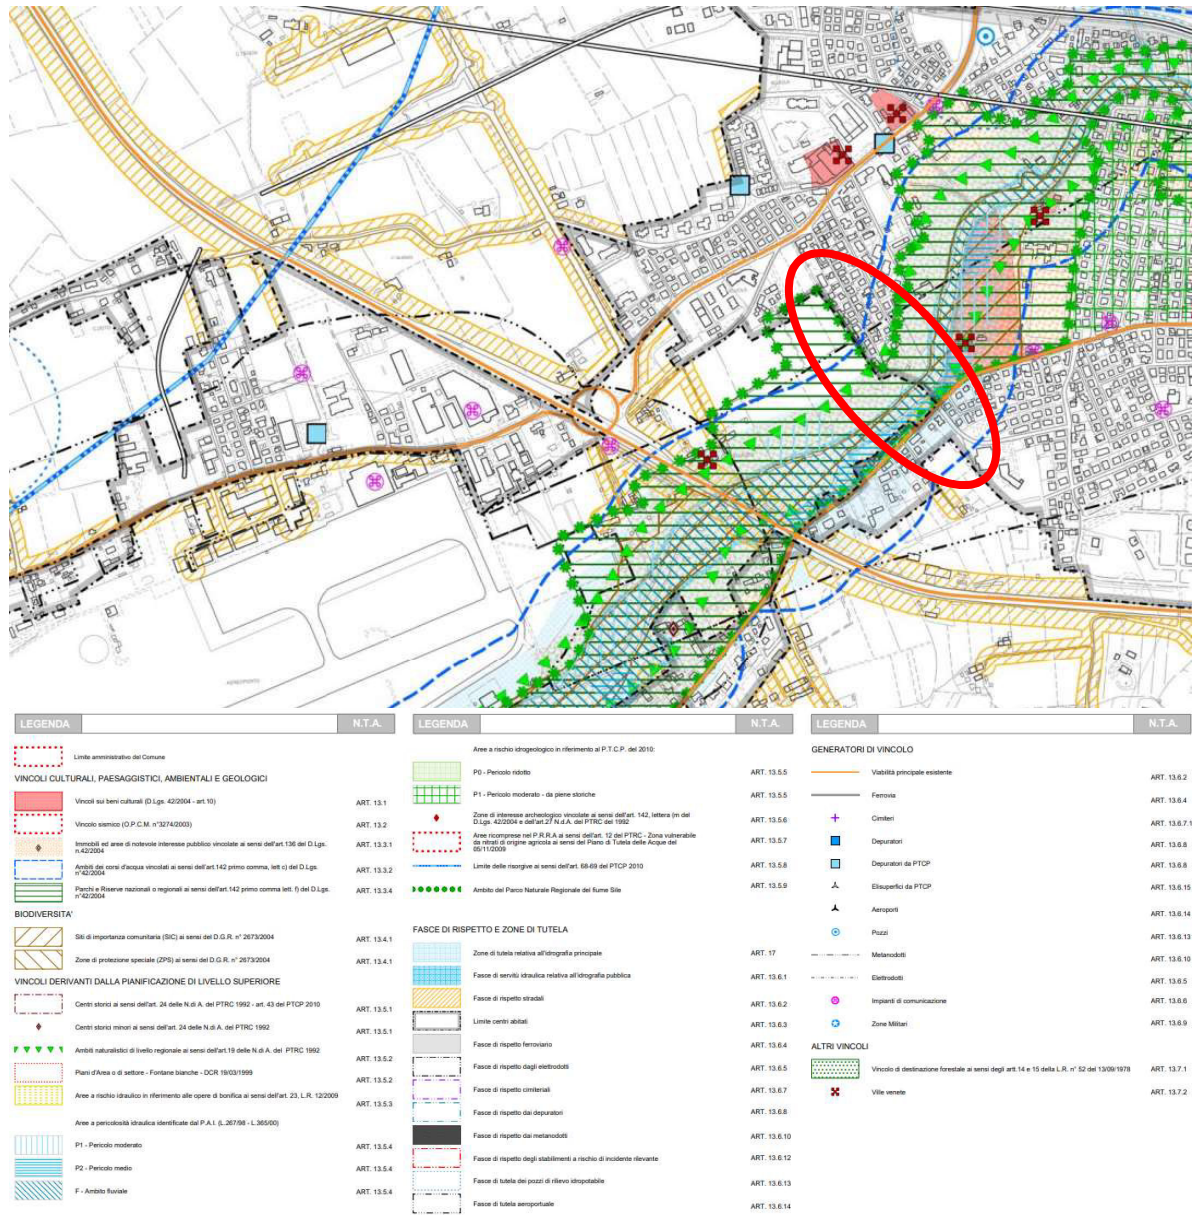 AEROPORTO
LEGENDA N.T.A.
Limite amministrativo del Comune
VINCOLI CULTURALI, PAESAGGISTICI, AMBIENTALI E GEOLOGICI
Vincoli sui beni culturali (D.Lgs. 42/2004 - art.10) ART. 13.1
Vincolo sismico (O.P.C.M. n°3274/2003) ART. 13.2
Immobili ed aree di notevole interesse pubblico vincolate ai sensi dell'art.136 del D.Lgs.
n.42/2004 ART. 13.3.1
Ambiti dei corsi d'acqua vincolati ai sensi dell'art.142 primo comma, lett c) del D.Lgs.
n°42/2004 ART. 13.3.2
Parchi e Riserve nazionali o regionali ai sensi dell'art.142 primo comma lett. f) del D.Lgs.
n°42/2004 ART. 13.3.4
BIODIVERSITA'
Siti di importanza comunitaria (SIC) ai sensi del D.G.R. n° 2673/2004 ART. 13.4.1
Zone di protezione speciale (ZPS) ai sensi del D.G.R. n° 2673/2004 ART. 13.4.1
VINCOLI DERIVANTI DALLA PIANIFICAZIONE DI LIVELLO SUPERIORE
Centri storici ai sensi dell'art. 24 delle N.di A. del PTRC 1992 - art. 43 del PTCP 2010 ART. 13.5.1
Centri storici minori ai sensi dell'art. 24 delle N.di A. del PTRC 1992 ART. 13.5.1
Ambiti naturalistici di livello regionale ai sensi dell'art.19 delle N.di A. del PTRC 1992 ART. 13.5.2
Piani d'Area o di settore - Fontane bianche - DCR 19/03/1999 ART. 13.5.2
Aree a rischio idraulico in riferimento alle opere di bonifica ai sensi dell'art. 23, L.R. 12/2009 ART. 13.5.3
Aree a pericolosità idraulica identificate dal P.A.I. (L.267/98 - L.365/00)
P1 - Pericolo moderato ART. 13.5.4
P2 - Pericolo medio ART. 13.5.4
F - Ambito fluviale ART. 13.5.4
LEGENDA N.T.A.
Aree a rischio idrogeologico in riferimento al P.T.C.P. del 2010:
P0 - Pericolo ridotto ART. 13.5.5
P1 - Pericolo moderato - da piene storiche ART. 13.5.5
Zone di interesse archeologico vincolate ai sensi dell'art. 142, lettera (m del
D.Lgs. 42/2004 e dell'art.27 N.d.A. del PTRC del 1992 ART. 13.5.6
Aree ricomprese nel P.R.R.A ai sensi dell'art. 12 del PTRC - Zona vulnerabile
da nitrati di origine agricola ai sensi del Piano di Tutela delle Acque del
05/11/2009 ART. 13.5.7
Limite delle risorgive ai sensi dell'art. 68-69 del PTCP 2010 ART. 13.5.8
Ambito del Parco Naturale Regionale del fiume Sile ART. 13.5.9
FASCE DI RISPETTO E ZONE DI TUTELA
Zone di tutela relativa all'idrografia principale ART. 17
Fasce di servitù idraulica relativa all'idrografia pubblica ART. 13.6.1
Fasce di rispetto stradali ART. 13.6.2
Limite centri abitati ART. 13.6.3
Fasce di rispetto ferroviario ART. 13.6.4
Fasce di rispetto dagli elettrodotti ART. 13.6.5
Fasce di rispetto cimiteriali ART. 13.6.7
Fasce di rispetto dai depuratori ART. 13.6.8
Fasce di rispetto dai metanodotti ART. 13.6.10
Fasce di rispetto degli stabilimenti a rischio di incidente rilevante ART. 13.6.12
Fasce di tutela dei pozzi di rilievo idropotabile ART. 13.6.13
Fasce di tutela aeroportuale ART. 13.6.14
LEGENDA N.T.A.
GENERATORI DI VINCOLO
Viabilità principale esistente ART. 13.6.2
Ferrovia ART. 13.6.4
Cimiteri ART. 13.6.7.1
Depuratori ART. 13.6.8
Depuratori da PTCP ART. 13.6.8
Elisuperfici da PTCP ART. 13.6.15
Aeroporti ART. 13.6.14
Pozzi ART. 13.6.13
Metanodotti ART. 13.6.10
Elettrodotti ART. 13.6.5
Impianti di comunicazione ART. 13.6.6
Zone Militari ART. 13.6.9
ALTRI VINCOLI
Vincolo di destinazione forestale ai sensi degli artt.14 e 15 della L.R. n° 52 del 13/09/1978 ART. 13.7.1
Ville venete ART. 13.7.2